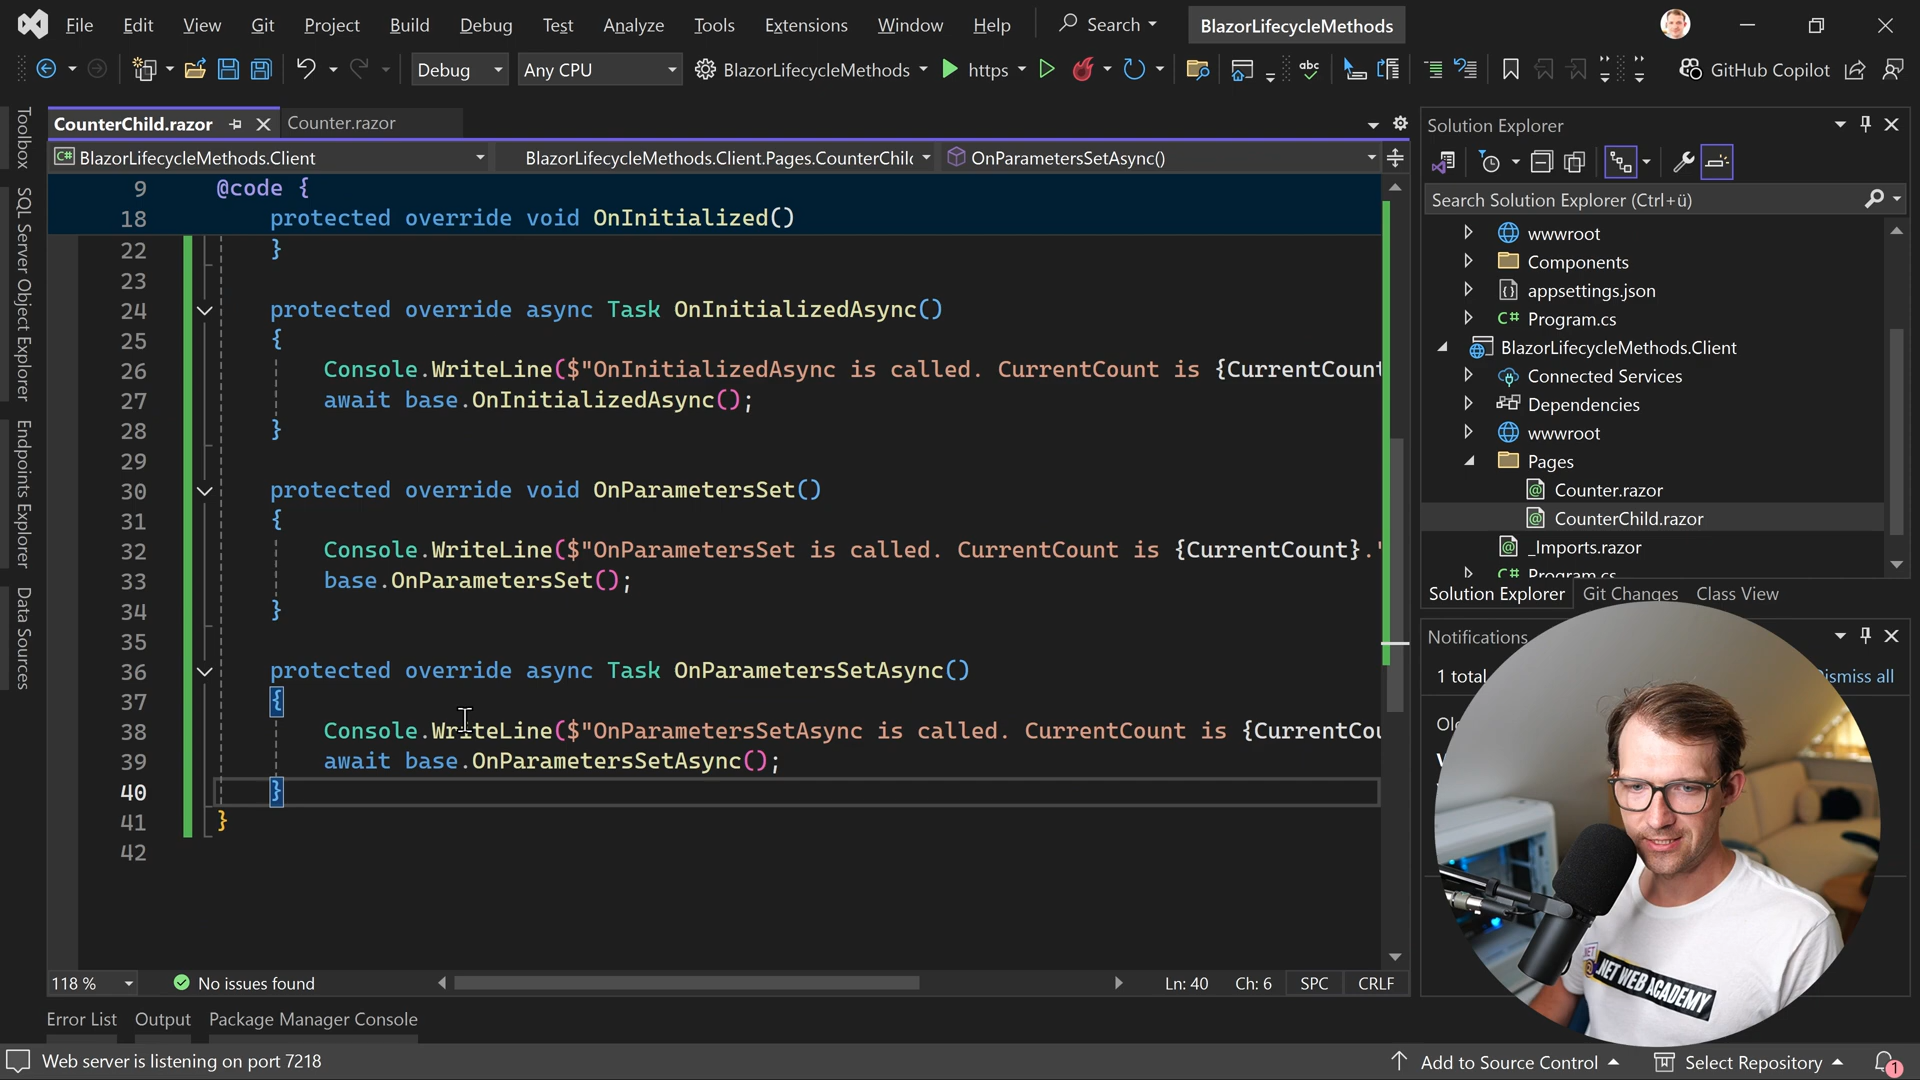 File Edit View Git Project Build Debug Test Analyze Tools Extensions Window Help Search BlazorLifecycleMethods
Debug Any CPU BlazorLifecycleMethods https GitHub Copilot
CounterChild.razor Counter.razor
BlazorLifecycleMethods.Client BlazorLifecycleMethods.Client.Pages.CounterChil OnParametersSetAsync()
9 @code {
18 protected override void OnInitialized()
22 }
23
24 protected override async Task OnInitializedAsync()
25 {
26 Console.WriteLine($"OnInitializedAsync is called. CurrentCount is {CurrentCount
27 await base.OnInitializedAsync();
28 }
29
30 protected override void OnParametersSet()
31 {
32 Console.WriteLine($"OnParametersSet is called. CurrentCount is {CurrentCount}."
33 base.OnParametersSet();
34 }
35
36 protected override async Task OnParametersSetAsync()
37 {
38 Console.WriteLine($"OnParametersSetAsync is called. CurrentCount is {CurrentCou
39 await base.OnParametersSetAsync();
40 }
41 }
42
118 % No issues found Ln: 40 Ch: 6 SPC CRLF
Error List Output Package Manager Console
Web server is listening on port 7218 Add to Source Control Select Repository 1
Toolbox
SQL Server Object Explorer
Endpoints Explorer
Data Sources
Solution Explorer
Search Solution Explorer (Ctrl+ü)
wwwroot
Components
appsettings.json
C# Program.cs
BlazorLifecycleMethods.Client
Connected Services
Dependencies
wwwroot
Pages
Counter.razor
CounterChild.razor
_Imports.razor
C# Program.cs
Solution Explorer Git Changes Class View
Notifications
1 total Dismiss all
.NET WEB ACADEMY